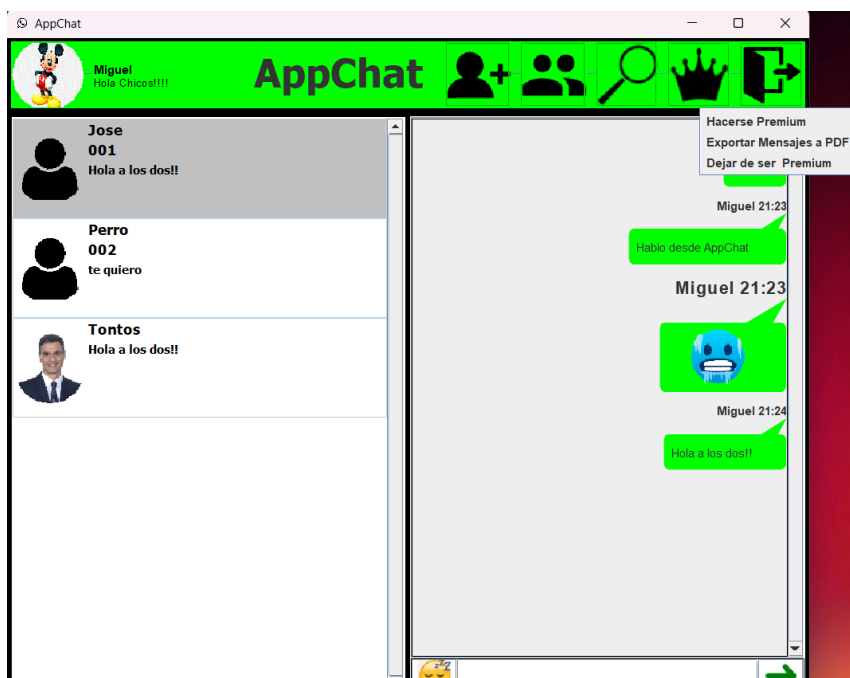 AppChat
Miguel
Hola Chicos!!!!
AppChat
Hacerse Premium
Exportar Mensajes a PDF
Dejar de ser Premium
Jose
001
Hola a los dos!!
Perro
002
te quiero
Tontos
Hola a los dos!!
Miguel 21:23
Hablo desde AppChat
Miguel 21:23
Miguel 21:24
Hola a los dos!!